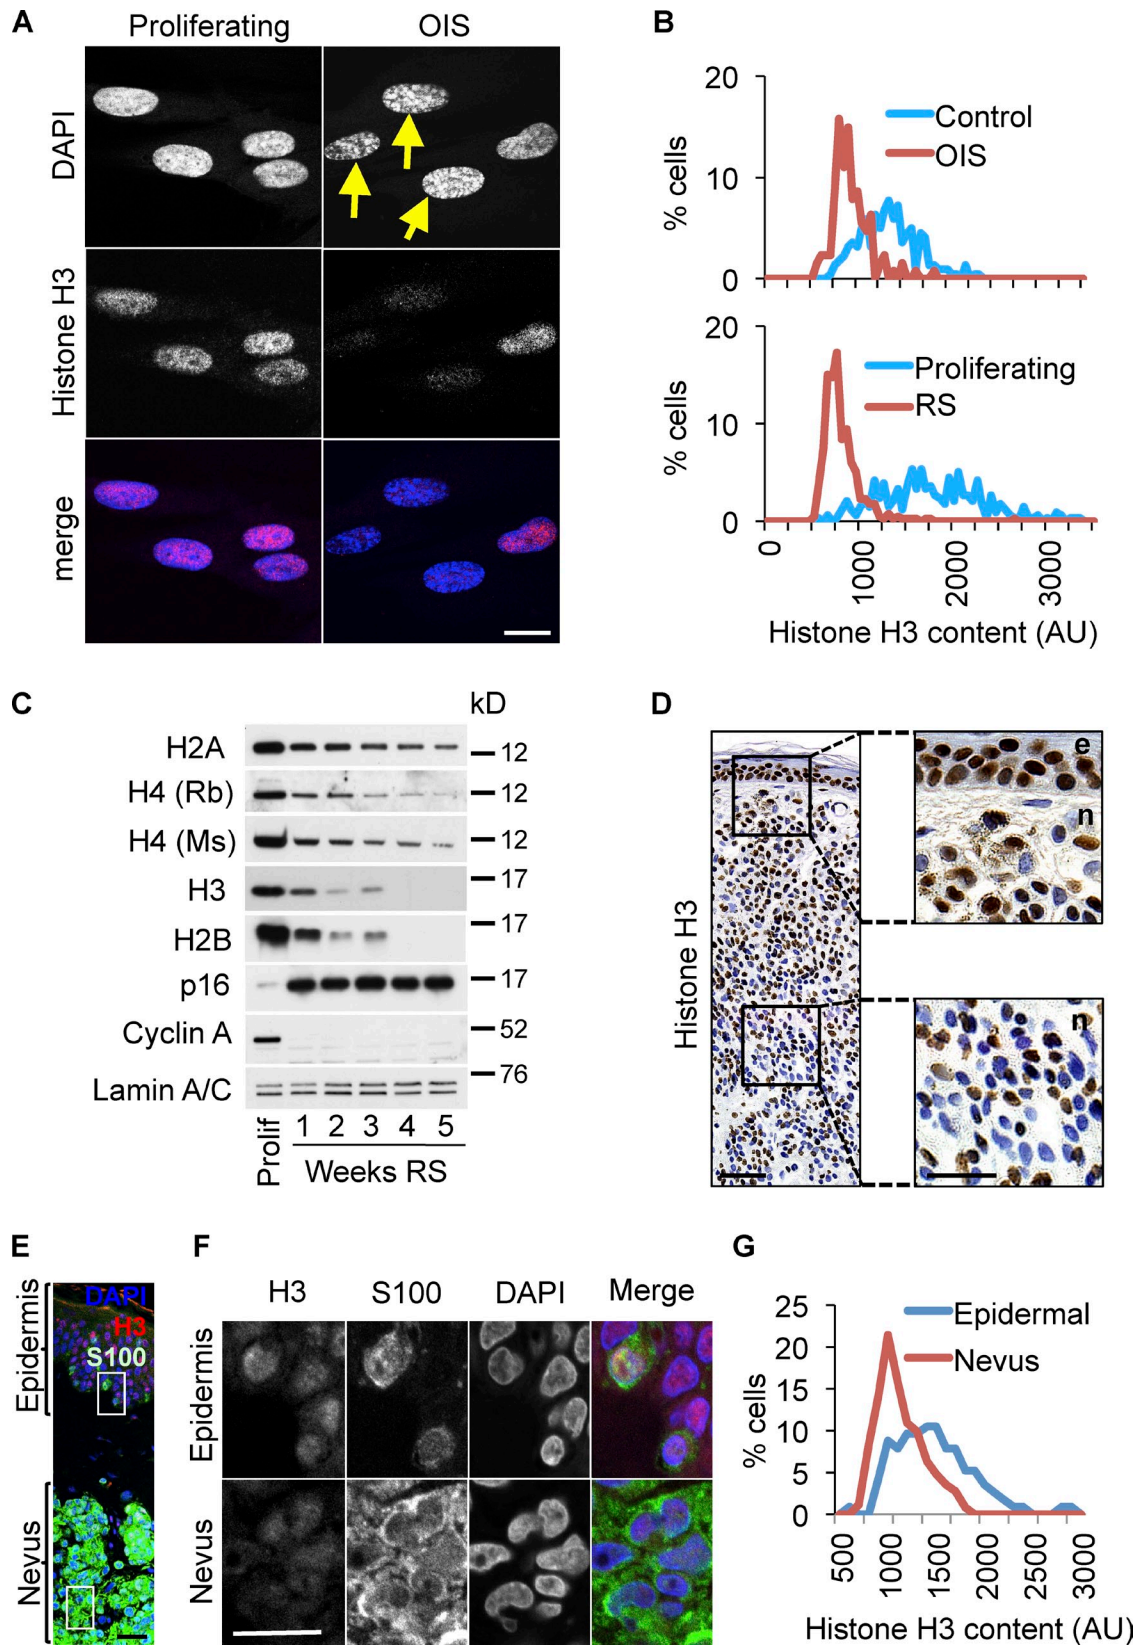 A
Proliferating
OIS
DAPI
Histone H3
merge
B
20
10
0
% cells
Control
OIS
20
10
0
% cells
Proliferating
RS
0
1000
2000
3000
Histone H3 content (AU)
C
kD
H2A
12
H4 (Rb)
12
H4 (Ms)
12
H3
17
H2B
17
p16
17
Cyclin A
52
Lamin A/C
76
Prolif
1 2 3 4 5
Weeks RS
D
Histone H3
e
n
n
E
Epidermis
Nevus
DAPI
H3
S100
F
H3
S100
DAPI
Merge
Epidermis
Nevus
G
25
20
15
10
5
0
% cells
Epidermal
Nevus
500
1000
1500
2000
2500
3000
Histone H3 content (AU)